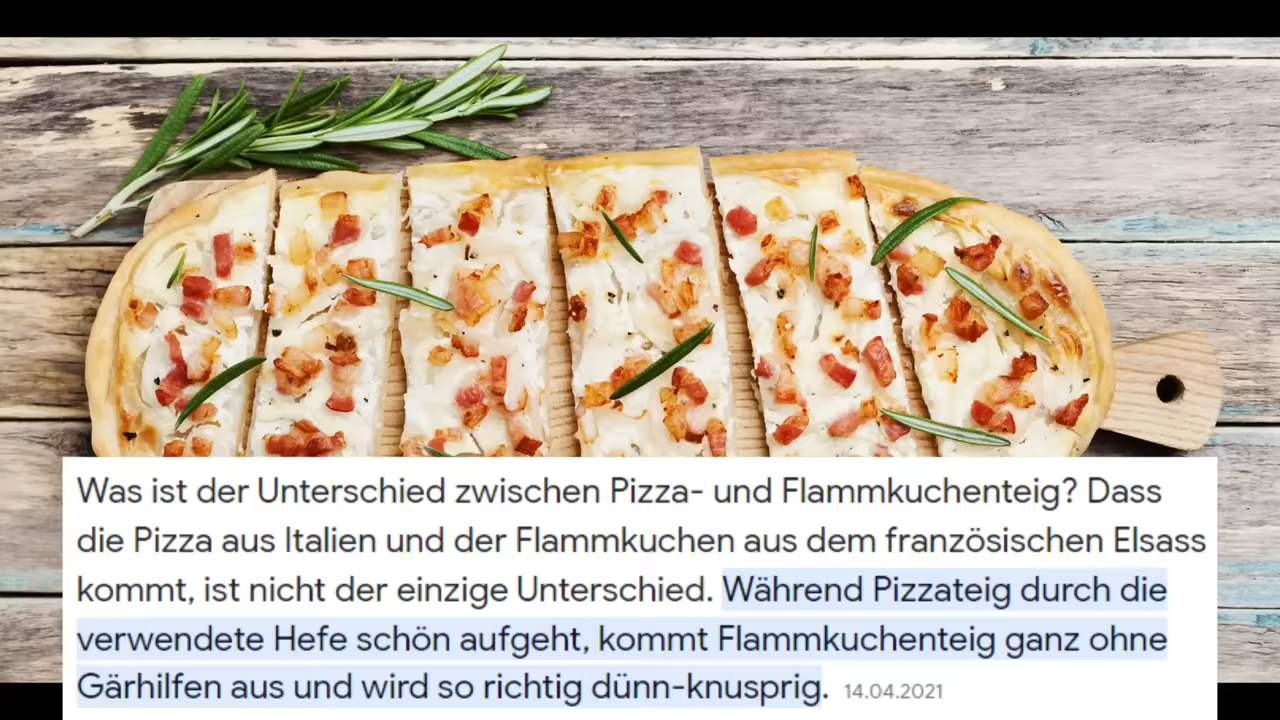 Was ist der Unterschied zwischen Pizza- und Flammkuchenteig? Dass
die Pizza aus Italien und der Flammkuchen aus dem französischen Elsass
kommt, ist nicht der einzige Unterschied. Während Pizzateig durch die
verwendete Hefe schön aufgeht, kommt Flammkuchenteig ganz ohne
Gärhilfen aus und wird so richtig dünn-knusprig. 14.04.2021